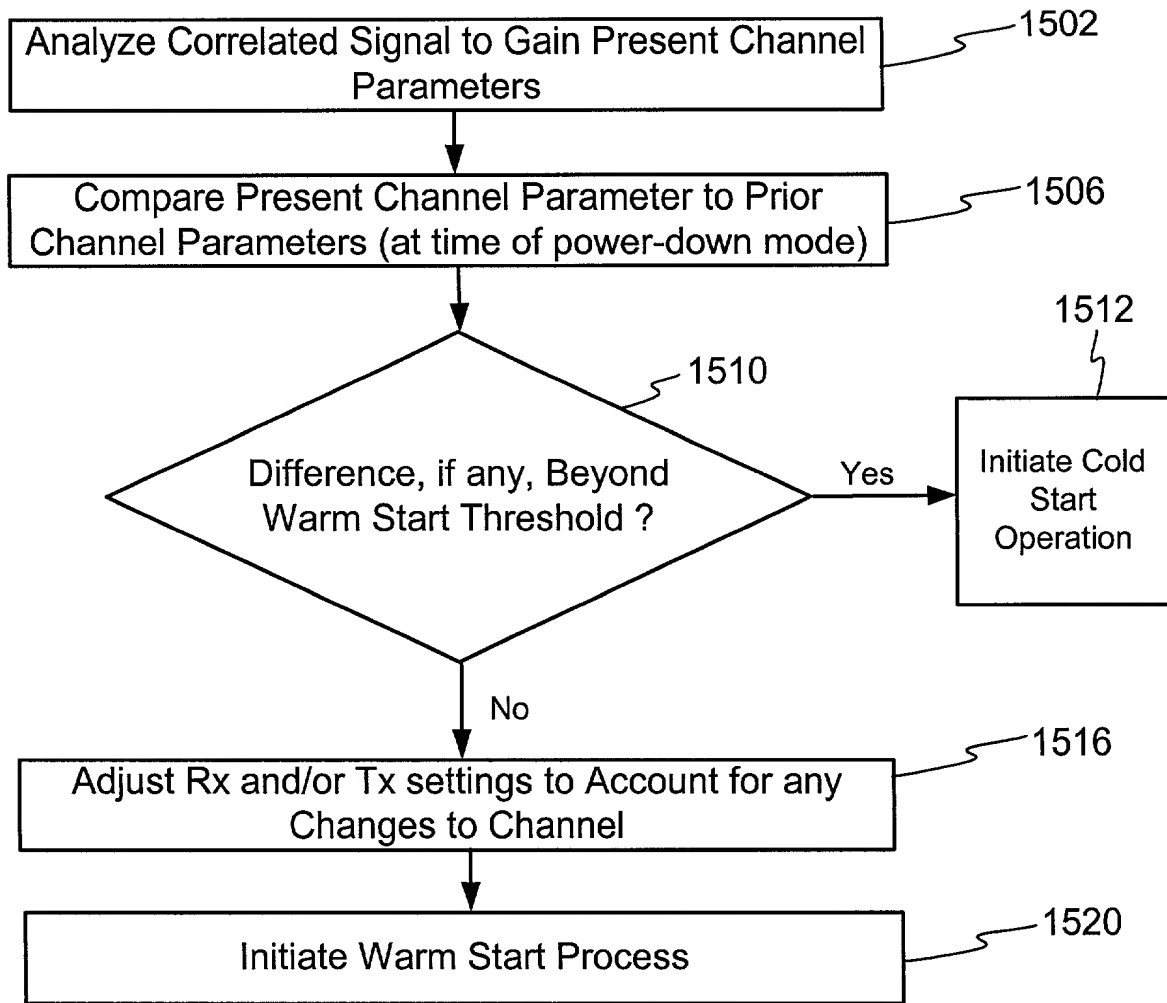 Analyze Correlated Signal to Gain Present Channel
Parameters
1502
Compare Present Channel Parameter to Prior
Channel Parameters (at time of power-down mode)
1506
1512
1510
Difference, if any, Beyond
Warm Start Threshold ?
Yes
Initiate Cold
Start
Operation
No
1516
Adjust Rx and/or Tx settings to Account for any
Changes to Channel
1520
Initiate Warm Start Process